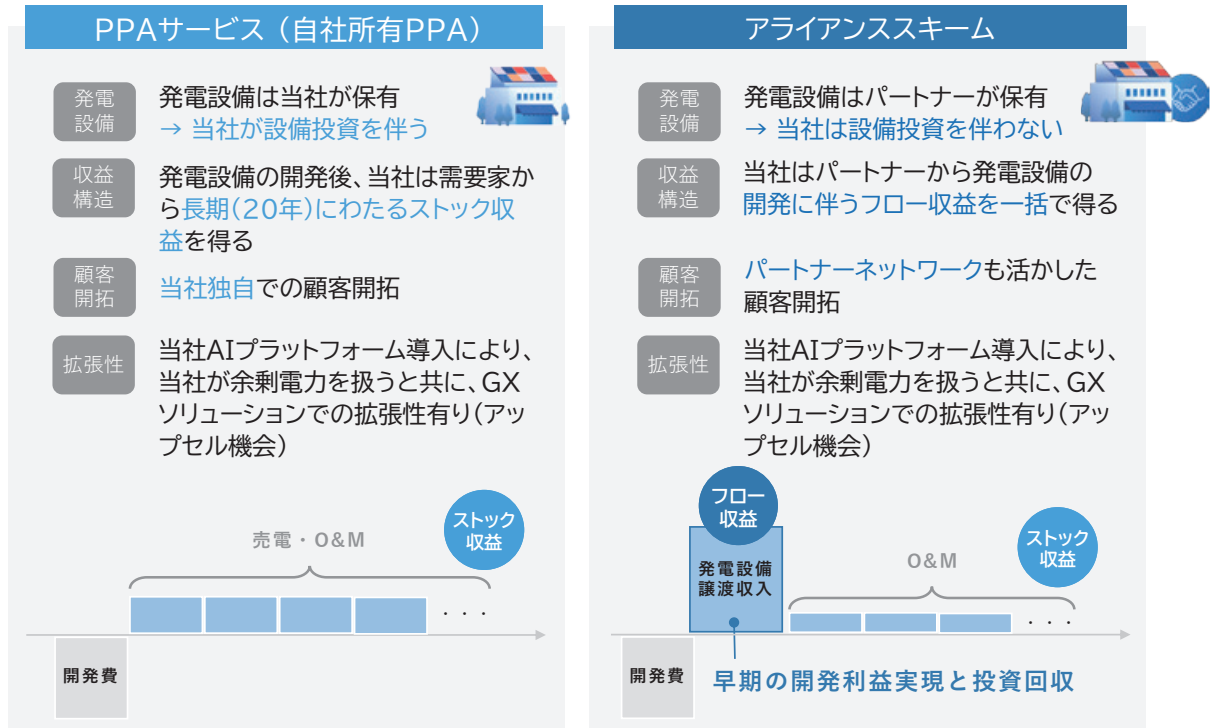 PPAサービス（自社所有PPA）
発電
設備
発電設備は当社が保有
→ 当社が設備投資を伴う
収益
構造
発電設備の開発後、当社は需要家か
ら長期(20年)にわたるストック収
益を得る
顧客
開拓
当社独自での顧客開拓
拡張性
当社AIプラットフォーム導入により、
当社が余剰電力を扱うと共に、GX
ソリューションでの拡張性有り(アッ
プセル機会)
ストック
収益
売電・O&M
・・・
開発費
アライアンススキーム
発電
設備
発電設備はパートナーが保有
→ 当社は設備投資を伴わない
収益
構造
当社はパートナーから発電設備の
開発に伴うフロー収益を一括で得る
顧客
開拓
パートナーネットワークも活かした
顧客開拓
拡張性
当社AIプラットフォーム導入により、
当社が余剰電力を扱うと共に、GX
ソリューションでの拡張性有り(アッ
プセル機会)
フロー
収益
発電設備
譲渡収入
O&M
ストック
収益
・・・
開発費
早期の開発利益実現と投資回収